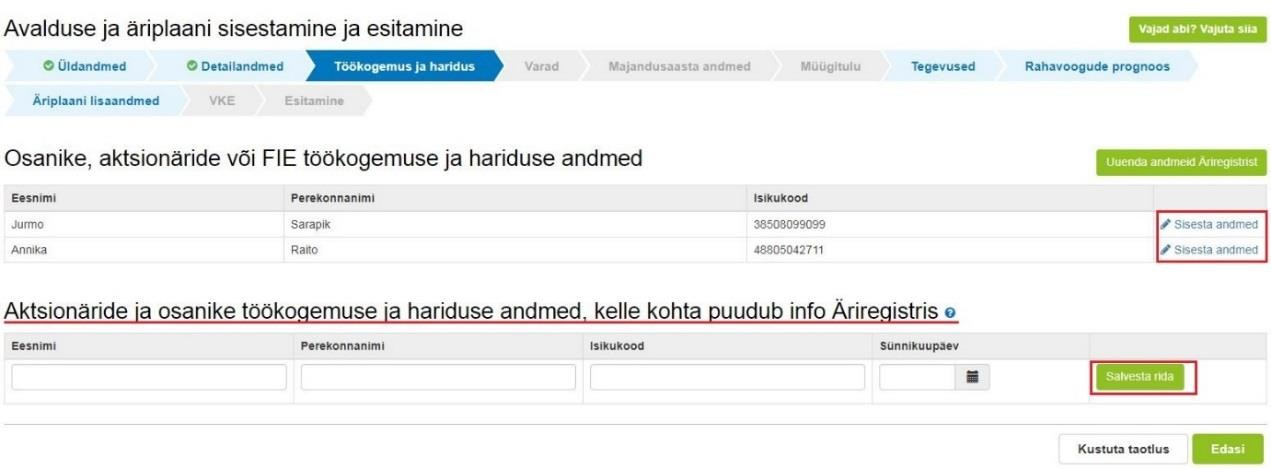 Avalduse ja äriplaani sisestamine ja esitamine
Vajad abi? Vajuta siia
Üldandmed Detailandmed Töökogemus ja haridus Varad Majandusaasta andmed Müügitulu Tegevused Rahavoogude prognoos
Äriplaani lisaandmed VKE Esitamine
Osanike, aktsionäride või FIE töökogemuse ja hariduse andmed
Uuenda andmeid Äriregistrist
Eesnimi Perekonnanimi Isikukood
Jurmo Sarapik 38508099099 Sisesta andmed
Annika Raito 48805042711 Sisesta andmed
Aktsionäride ja osanike töökogemuse ja hariduse andmed, kelle kohta puudub info Äriregistris ?
Eesnimi Perekonnanimi Isikukood Sünnikuupäev
Salvesta rida
Kustuta taotlus Edasi